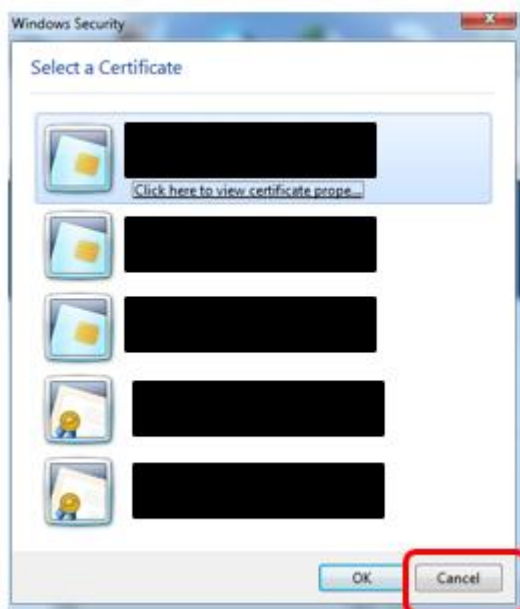 Windows Security
Select a Certificate
Click here to view certificate prope...
OK
Cancel